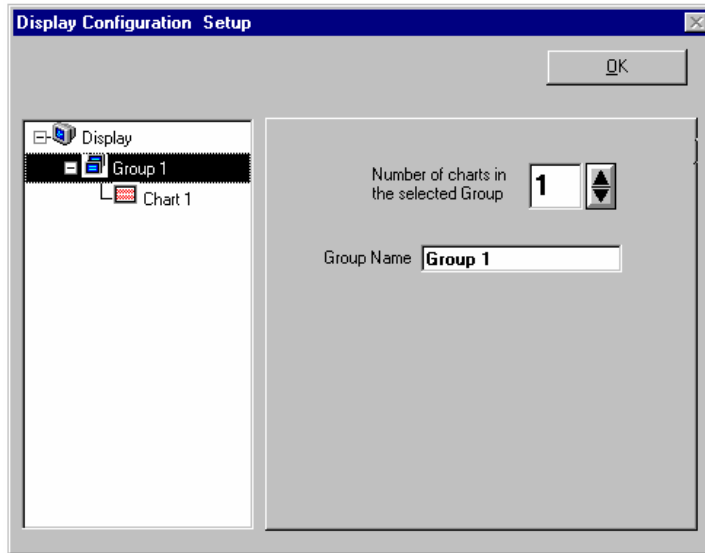 Display Configuration Setup
OK
Display
Group 1
Chart 1
Number of charts in
the selected Group
1
Group Name
Group 1